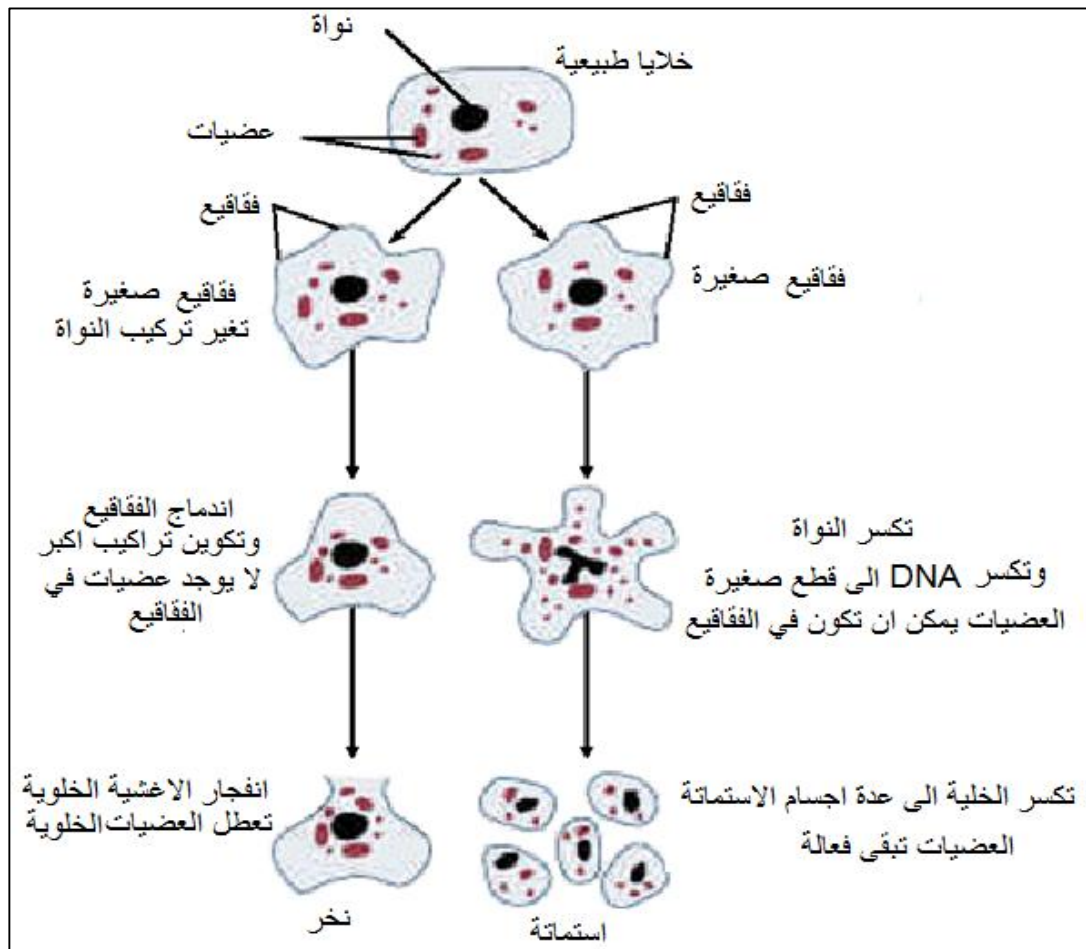 نواة
خلايا طبيعية
عضيات
فقاقيع
فقاقيع
فقاقيع صغيرة
فقاقيع صغيرة
تغير تركيب النواة
تكسر النواة
وتكسر DNA الى قطع صغيرة
العضيات يمكن ان تكون في الفقاقيع
اندماج الفقاقيع
وتكوين تراكيب اكبر
لا يوجد عضيات في
الفقاقيع
تكسر الخلية الى عدة اجسام الاستماتة
العضيات تبقى فعالة
انفجار الاغشية الخلوية
تعطل العضيات الخلوية
استماتة
نخر